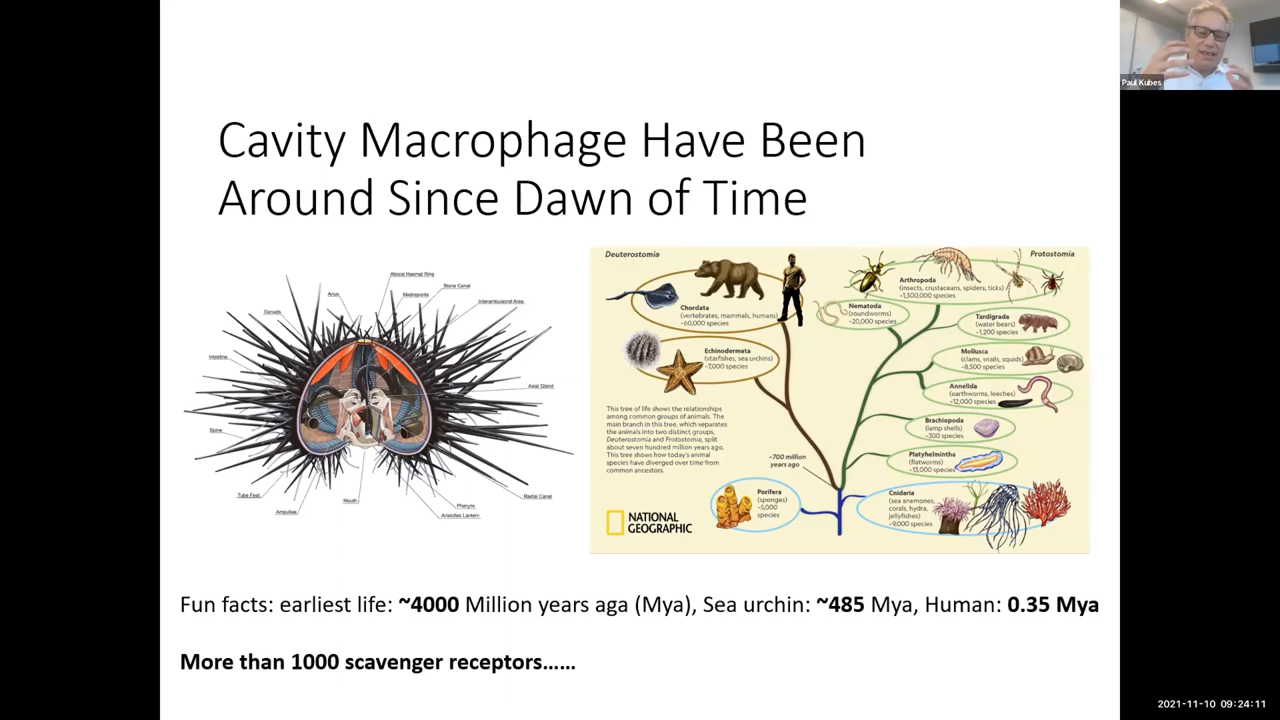 Paul Kubes
Cavity Macrophage Have Been
Around Since Dawn of Time
Aboral Haemal Ring
Stone Canal
Anus
Madreporite
Interambulacral Area
Gonads
Intestine
Axial Gland
Spine
Tube Feet
Mouth
Radial Canal
Pharynx
Ampullae
Aristotles Lantern
Deuterostomia
Protostomia
Chordata
(vertebrates, mammals, humans)
~60,000 species
Echinodermata
(starfishes, sea urchins)
~7,000 species
Arthropoda
(insects, crustaceans, spiders, ticks)
~1,500,000 species
Nematoda
(roundworms)
~20,000 species
Tardigrada
(water bears)
~1,200 species
Mollusca
(clams, snails, squids)
~8,500 species
Annelida
(earthworms, leeches)
~12,000 species
Brachiopoda
(lamp shells)
~300 species
Platyhelmintha
(flatworms)
~13,000 species
This tree of life shows the relationships
among common groups of animals. The
main branch in this tree, which separates
the animals into two distinct groups,
Deuterostomia and Protostomia, split
about seven hundred million years ago.
This tree shows how today's animal
species have diverged over time from
common ancestors.
~700 million
years ago
Porifera
(sponges)
~5,000
species
Cnidaria
(sea anemones,
corals, hydra,
jellyfishes)
~9,000 species
NATIONAL
GEOGRAPHIC
Fun facts: earliest life: ~4000 Million years aga (Mya), Sea urchin: ~485 Mya, Human: 0.35 Mya
More than 1000 scavenger receptors……
2021-11-10 09:24:11